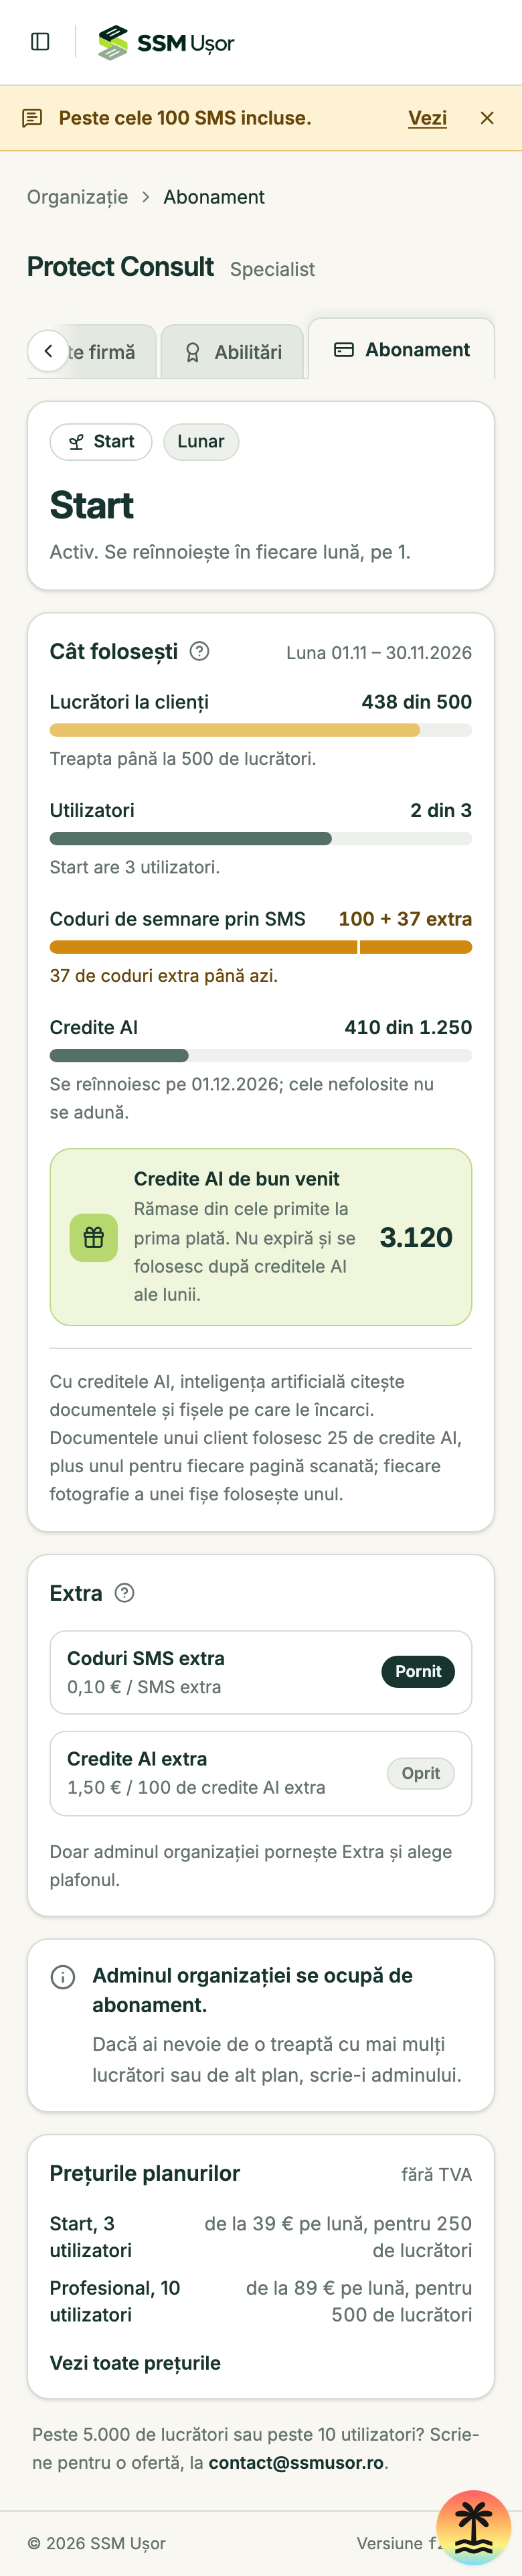 SSM Ușor
Peste cele 100 SMS incluse.
Vezi
Organizație
Abonament
Protect Consult
Specialist
te firmă
Abilitări
Abonament
Start
Lunar
Start
Activ. Se reînnoiește în fiecare lună, pe 1.
Cât folosești
Luna 01.11 – 30.11.2026
Lucrători la clienți
438 din 500
Treapta până la 500 de lucrători.
Utilizatori
2 din 3
Start are 3 utilizatori.
Coduri de semnare prin SMS
100 + 37 extra
37 de coduri extra până azi.
Credite AI
410 din 1.250
Se reînnoiesc pe 01.12.2026; cele nefolosite nu
se adună.
Credite AI de bun venit
Rămase din cele primite la
prima plată. Nu expiră și se
folosesc după creditele AI
ale lunii.
3.120
Cu creditele AI, inteligența artificială citește
documentele și fișele pe care le încarci.
Documentele unui client folosesc 25 de credite AI,
plus unul pentru fiecare pagină scanată; fiecare
fotografie a unei fișe folosește unul.
Extra
Coduri SMS extra
0,10 € / SMS extra
Pornit
Credite AI extra
1,50 € / 100 de credite AI extra
Oprit
Doar adminul organizației pornește Extra și alege
plafonul.
Adminul organizației se ocupă de
abonament.
Dacă ai nevoie de o treaptă cu mai mulți
lucrători sau de alt plan, scrie-i adminului.
Prețurile planurilor
fără TVA
Start, 3
utilizatori
de la 39 € pe lună, pentru 250
de lucrători
Profesional, 10
utilizatori
de la 89 € pe lună, pentru
500 de lucrători
Vezi toate prețurile
Peste 5.000 de lucrători sau peste 10 utilizatori? Scrie-
ne pentru o ofertă, la contact@ssmusor.ro.
© 2026 SSM Ușor
Versiune